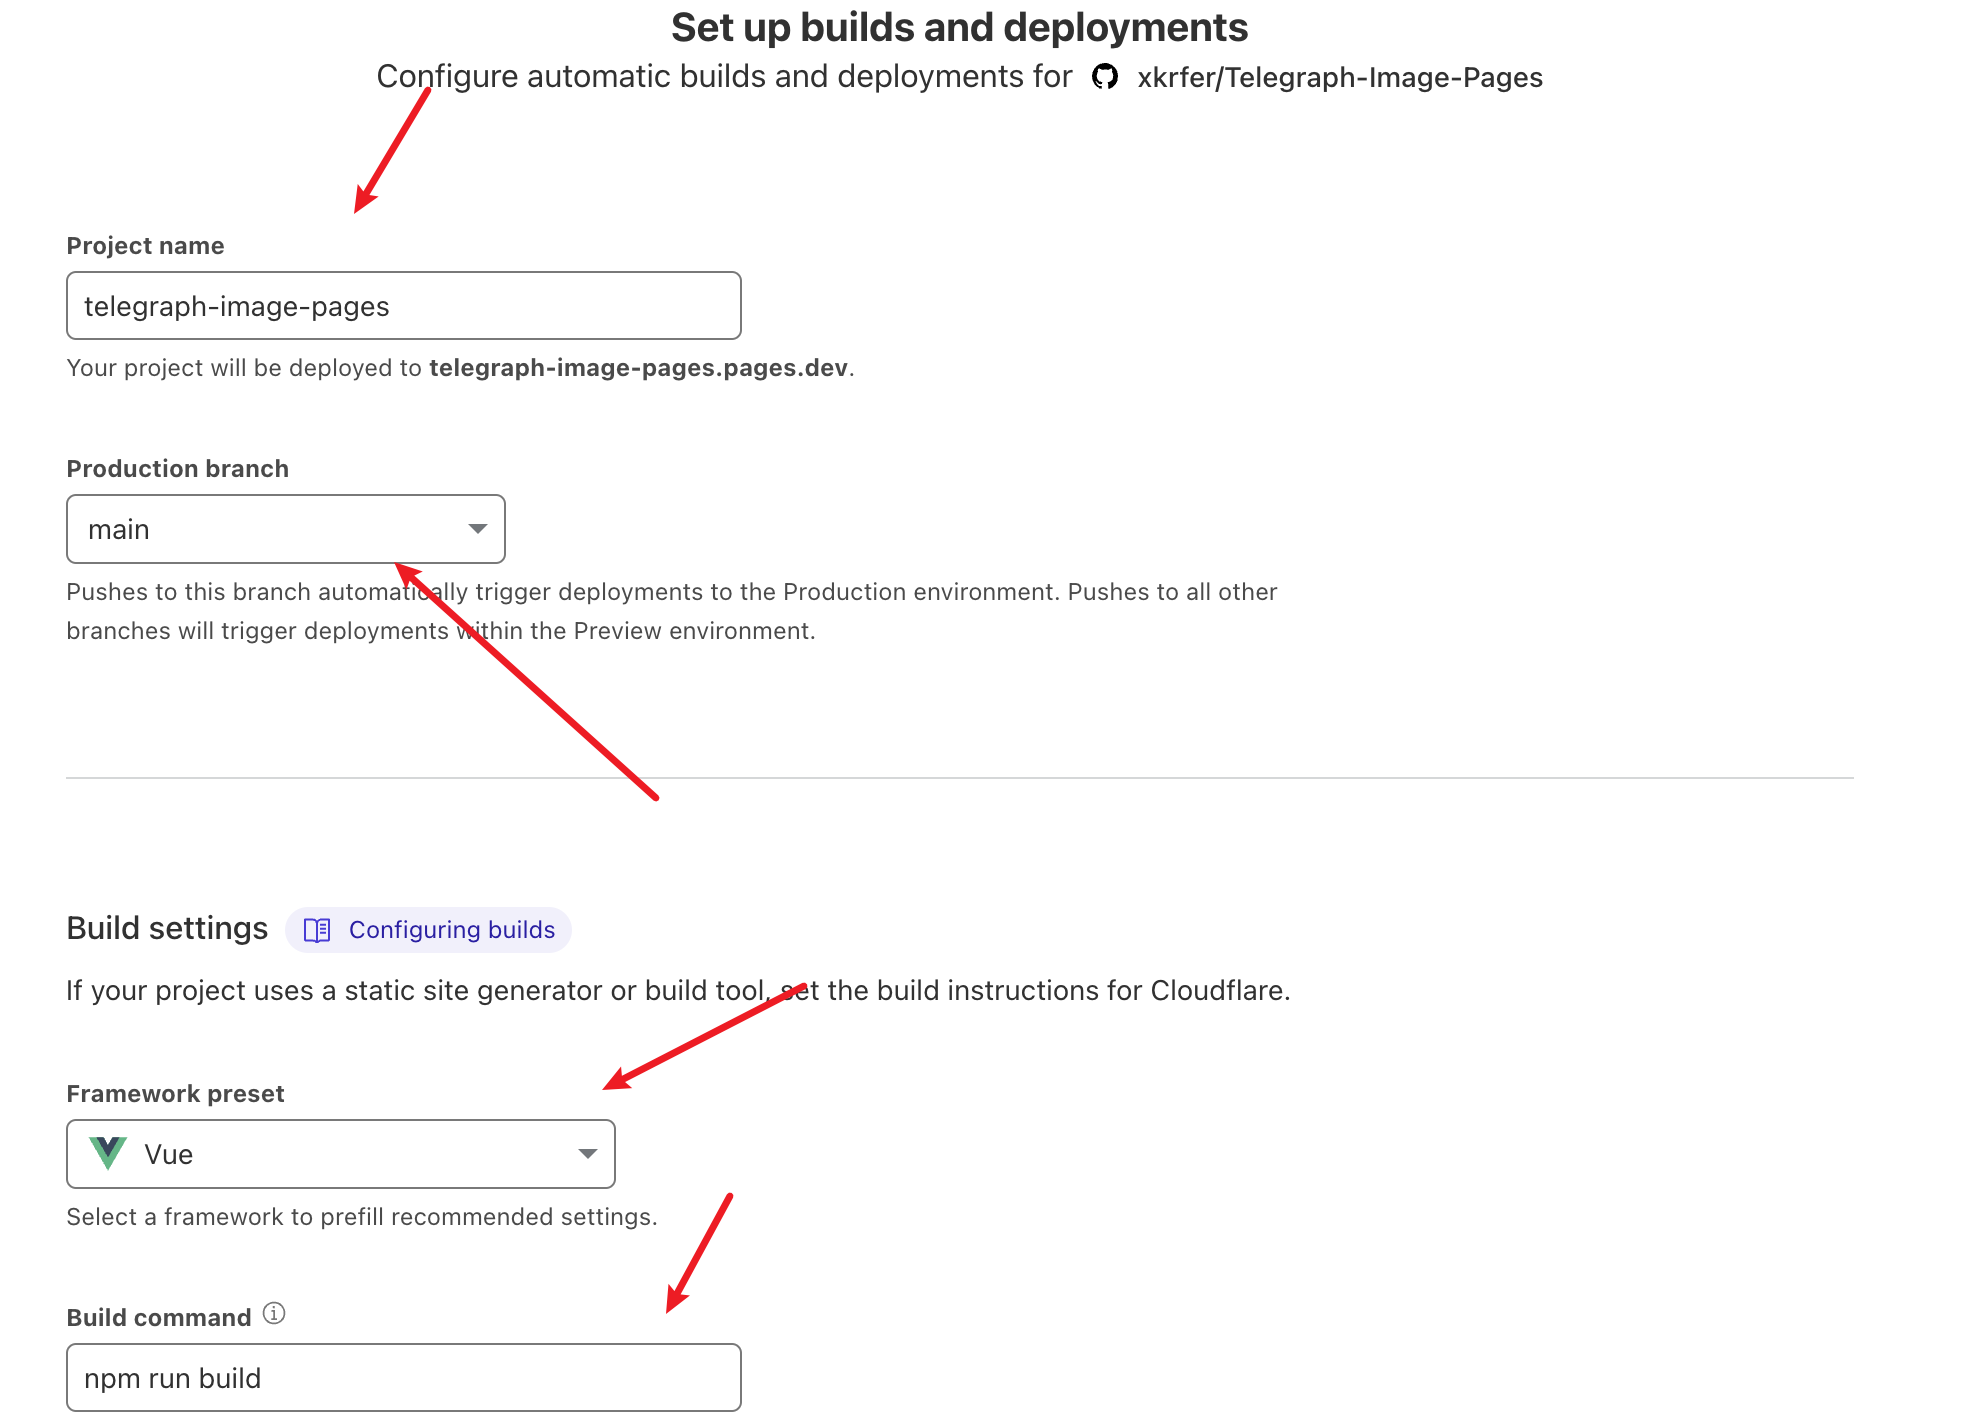 Set up builds and deployments
Configure automatic builds and deployments for xkrfer/Telegraph-Image-Pages
Project name
telegraph-image-pages
Your project will be deployed to telegraph-image-pages.pages.dev.
Production branch
main
Pushes to this branch automatically trigger deployments to the Production environment. Pushes to all other
branches will trigger deployments within the Preview environment.
Build settings Configuring builds
If your project uses a static site generator or build tool, set the build instructions for Cloudflare.
Framework preset
Vue
Select a framework to prefill recommended settings.
Build command
npm run build